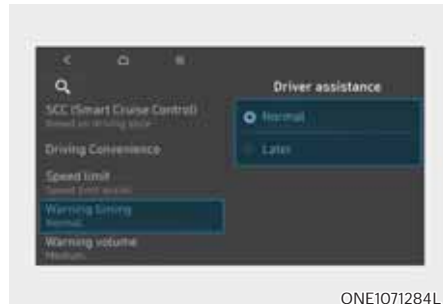 Driver assistance
SCC (Smart Cruise Control)
Based on driving style
Driving Convenience
Speed limit
Speed limit assist
Warning timing
Normal
Warning volume
Medium
Normal
Later
ONE1071284L